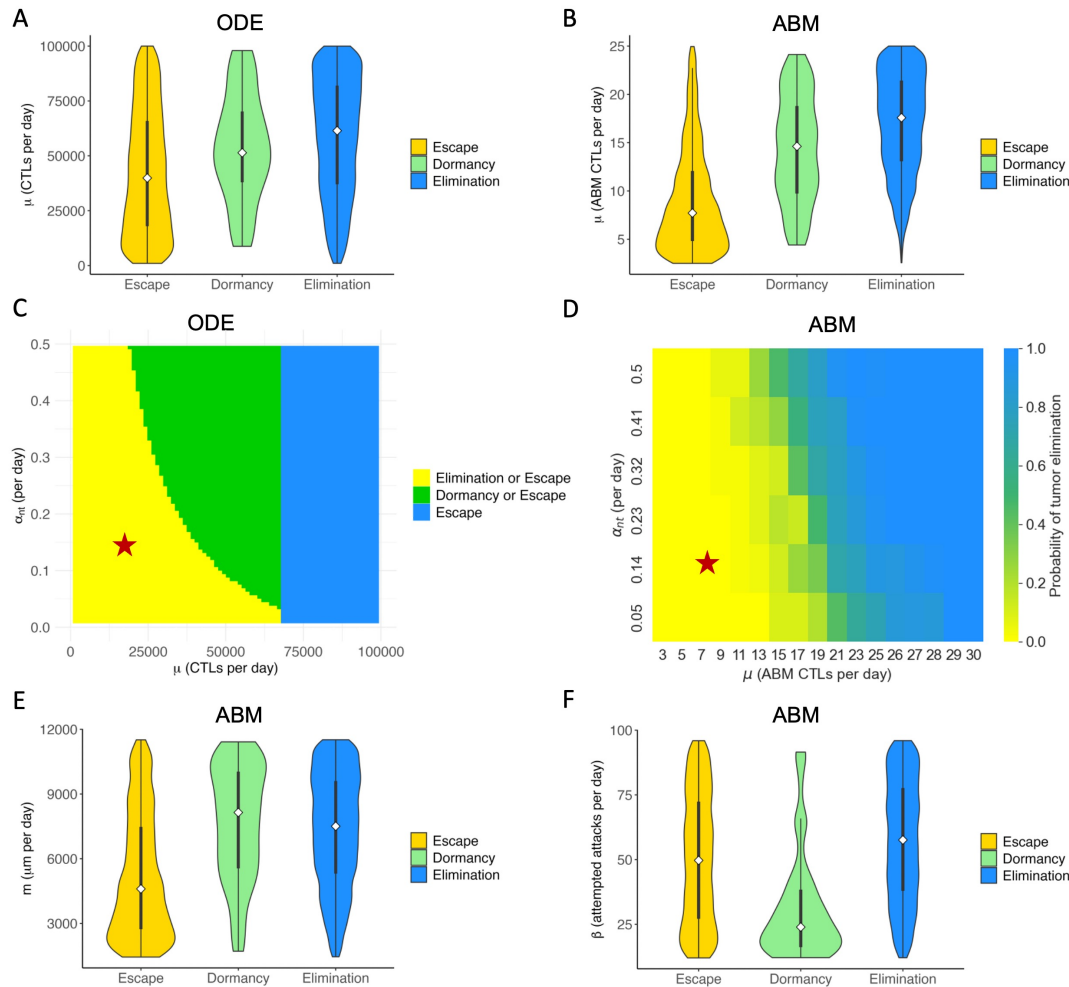 A
ODE
100000
75000
50000
25000
0
μ (CTLs per day)
Escape
Dormancy
Elimination
Escape
Dormancy
Elimination
B
ABM
25
20
15
10
5
μ (ABM CTLs per day)
Escape
Dormancy
Elimination
Escape
Dormancy
Elimination
C
ODE
0.5
0.4
0.3
0.2
0.1
0.0
αnt (per day)
0
25000
50000
75000
100000
μ (CTLs per day)
Elimination or Escape
Dormancy or Escape
Escape
D
ABM
0.5
0.41
0.32
0.23
0.14
0.05
αnt (per day)
3 5 7 9 11 13 15 17 19 21 23 25 26 27 28 29 30
μ (ABM CTLs per day)
1.0
0.8
0.6
0.4
0.2
0.0
Probability of tumor elimination
E
ABM
12000
9000
6000
3000
m (μm per day)
Escape
Dormancy
Elimination
Escape
Dormancy
Elimination
F
ABM
100
75
50
25
β (attempted attacks per day)
Escape
Dormancy
Elimination
Escape
Dormancy
Elimination